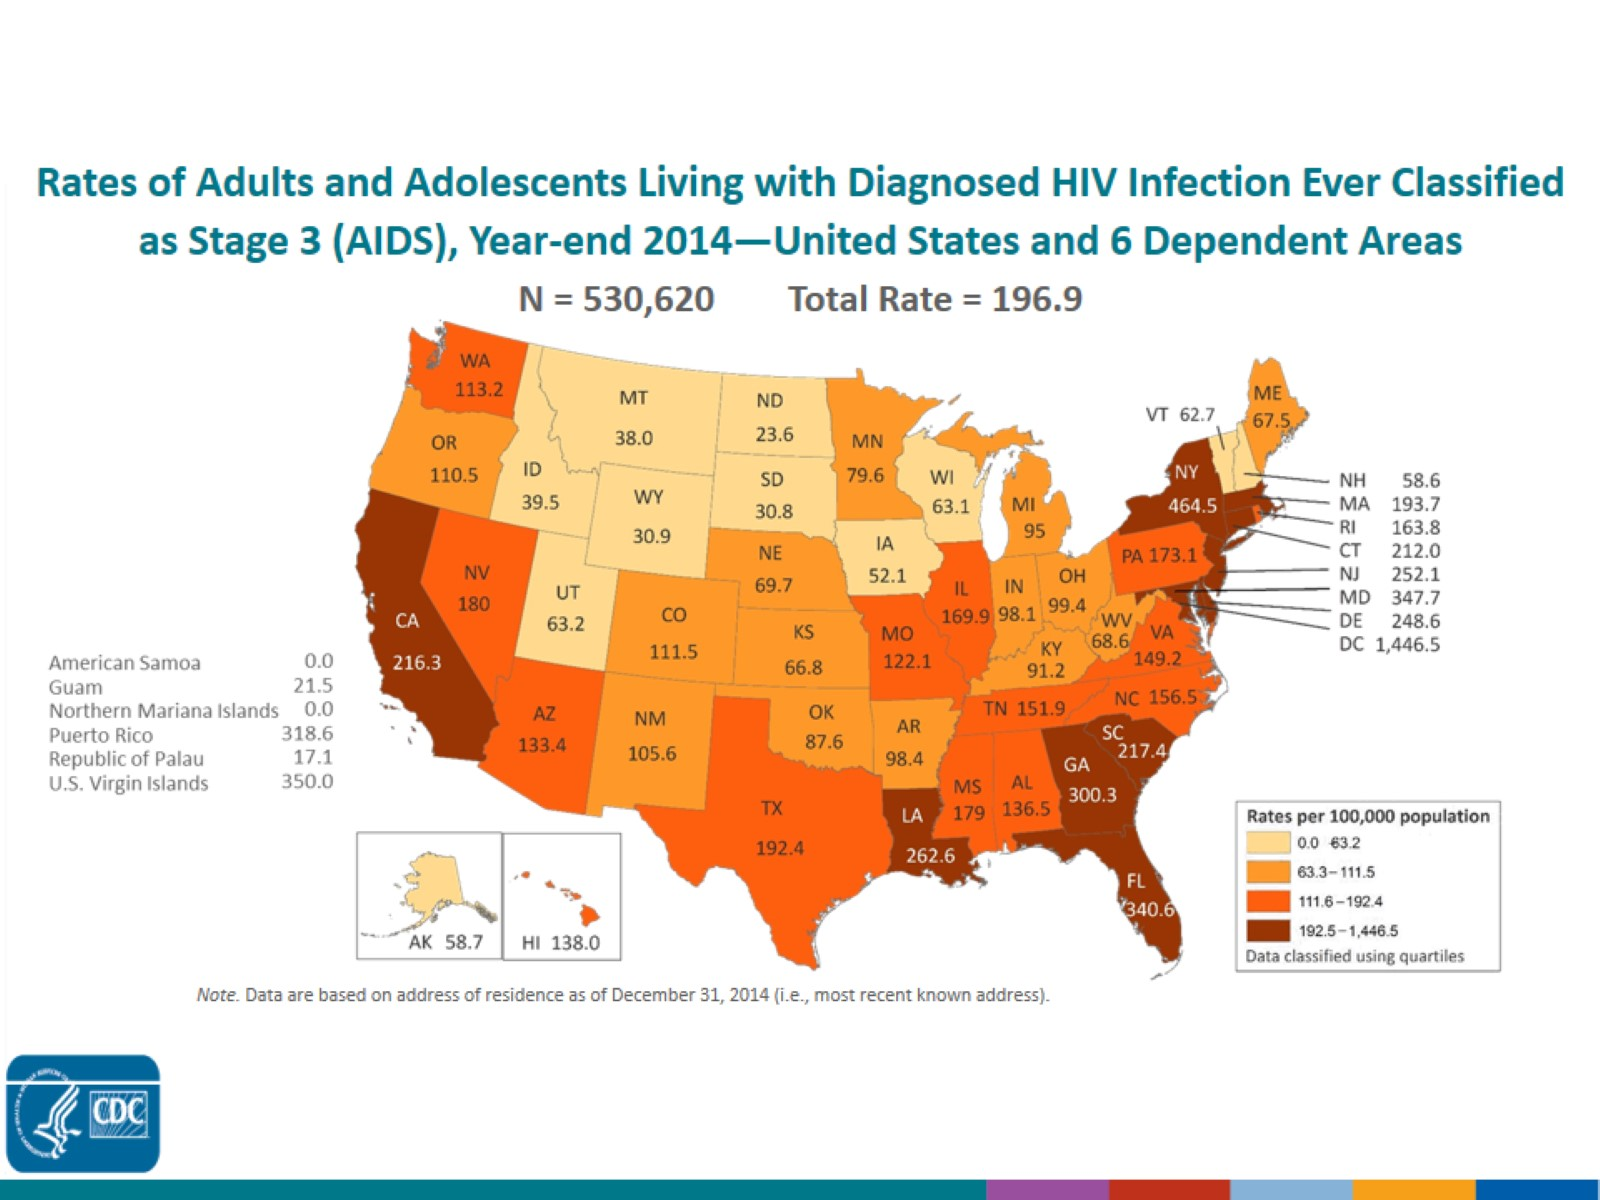 Rates of Adults and Adolescents Living with Diagnosed HIV Infection Ever Classified
as Stage 3 (AIDS), Year-end 2014—United States and 6 Dependent Areas
N = 530,620 Total Rate = 196.9
WA
113.2
OR
110.5
CA
216.3
NV
180
ID
39.5
MT
38.0
WY
30.9
UT
63.2
AZ
133.4
CO
111.5
NM
105.6
ND
23.6
SD
30.8
NE
69.7
KS
66.8
OK
87.6
TX
192.4
MN
79.6
IA
52.1
MO
122.1
AR
98.4
LA
262.6
WI
63.1
IL
169.9
MI
95
IN
98.1
OH
99.4
KY
91.2
TN 151.9
MS
179
AL
136.5
GA
300.3
FL
340.6
SC
217.4
NC 156.5
VA
149.2
WV
68.6
PA 173.1
NY
464.5
VT 62.7
ME
67.5
NH 58.6
MA 193.7
RI 163.8
CT 212.0
NJ 252.1
MD 347.7
DE 248.6
DC 1,446.5
American Samoa 0.0
Guam 21.5
Northern Mariana Islands 0.0
Puerto Rico 318.6
Republic of Palau 17.1
U.S. Virgin Islands 350.0
AK 58.7
HI 138.0
Rates per 100,000 population
0.0 -63.2
63.3–111.5
111.6–192.4
192.5–1,446.5
Data classified using quartiles
Note. Data are based on address of residence as of December 31, 2014 (i.e., most recent known address).
CDC